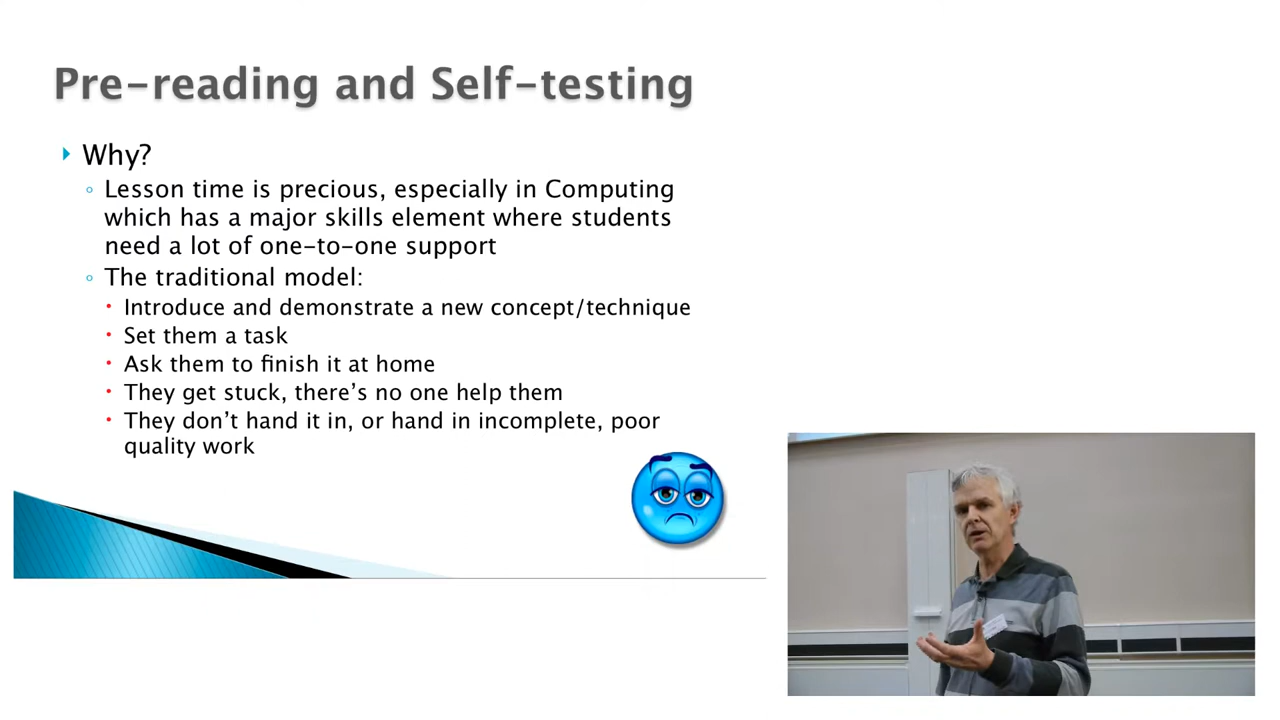 Pre-reading and Self-testing
Why?
Lesson time is precious, especially in Computing
which has a major skills element where students
need a lot of one-to-one support
The traditional model:
Introduce and demonstrate a new concept/technique
Set them a task
Ask them to finish it at home
They get stuck, there's no one help them
They don't hand it in, or hand in incomplete, poor
quality work